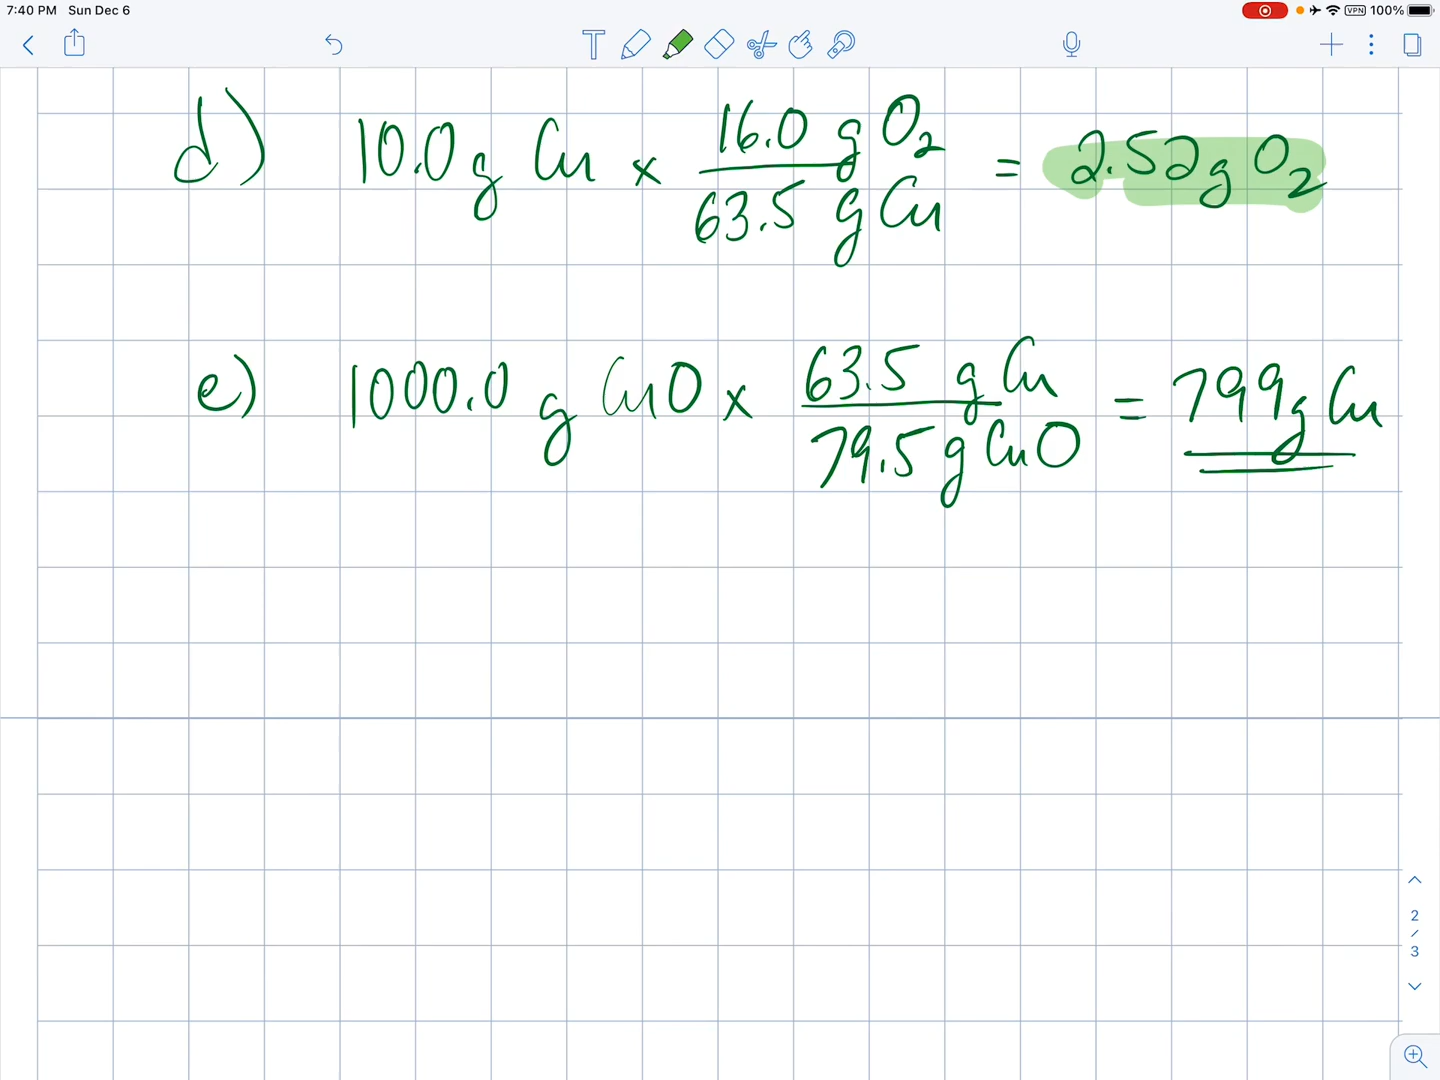 7:40 PM Sun Dec 6
VPN 100%
T
d) 10.0 g Cu x 16.0 g O₂ / 63.5 g Cu = 2.52 g O₂
e) 1000.0 g CuO x 63.5 g Cu / 79.5 g CuO = 799 g Cu
2
/
3